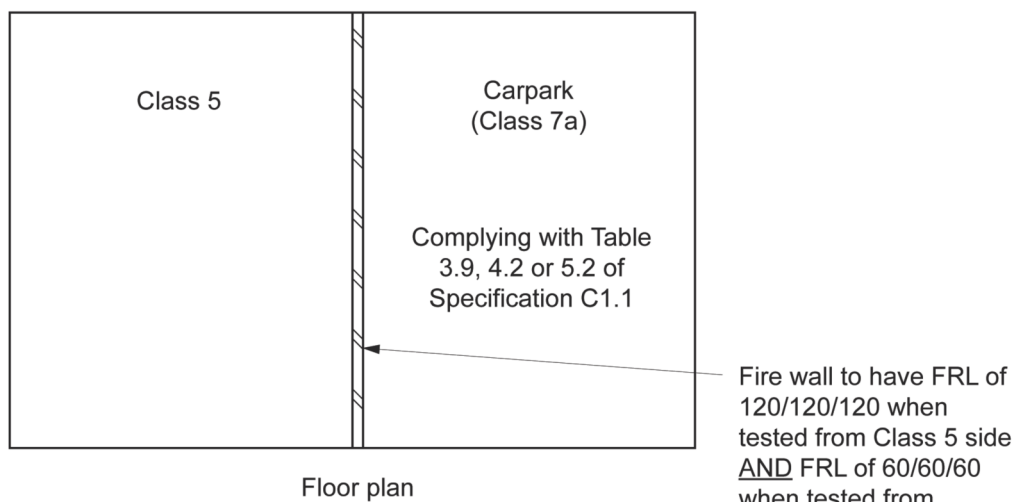 Class 5
Carpark
(Class 7a)
Complying with Table
3.9, 4.2 or 5.2 of
Specification C1.1
Fire wall to have FRL of
120/120/120 when
tested from Class 5 side
AND FRL of 60/60/60
when tested from
Floor plan